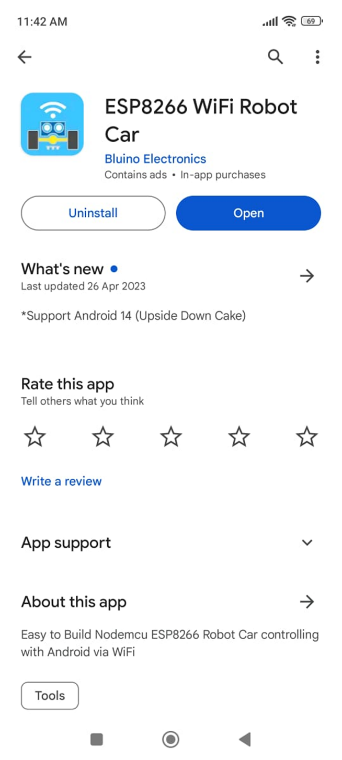 11:42 AM
69
ESP8266 WiFi Robot
Car
Bluino Electronics
Contains ads • In-app purchases
Uninstall
Open
What's new
Last updated 26 Apr 2023
*Support Android 14 (Upside Down Cake)
Rate this app
Tell others what you think
Write a review
App support
About this app
Easy to Build Nodemcu ESP8266 Robot Car controlling
with Android via WiFi
Tools